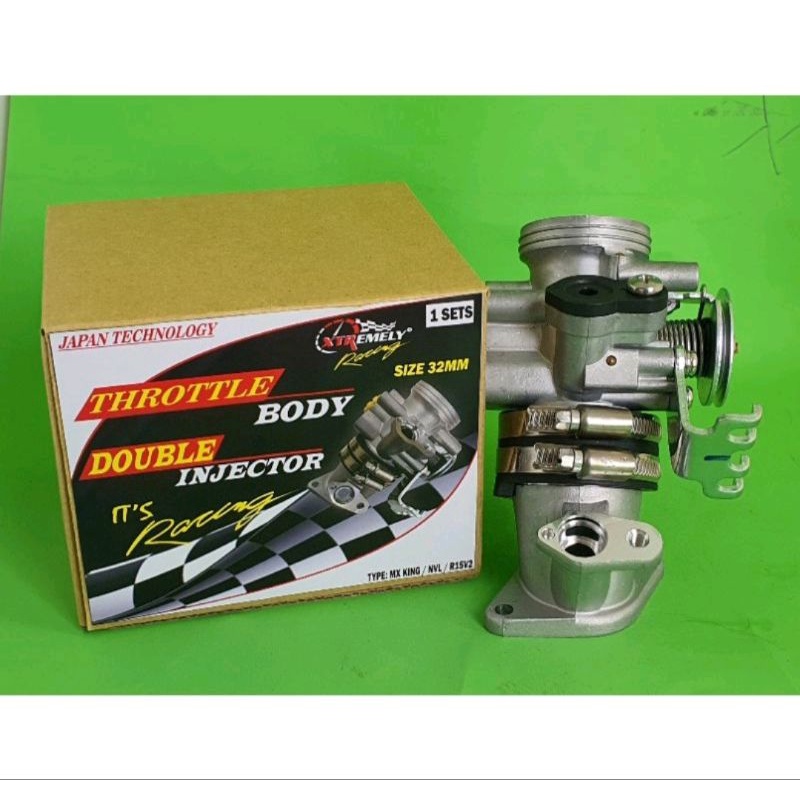 JAPAN TECHNOLOGY
XTREMELY®
Racing
1 SETS
SIZE 32MM
THROTTLE
BODY
DOUBLE
INJECTOR
IT'S
Racing
TYPE: MX KING / NVL / R15V2